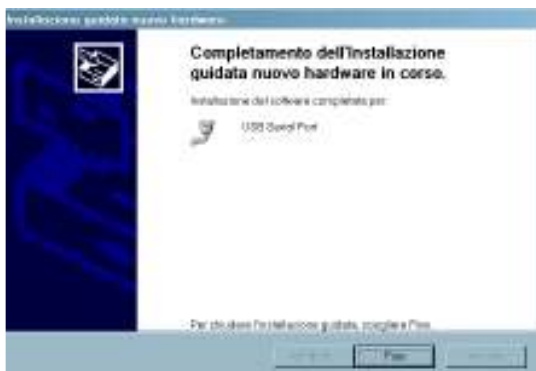 Installazione guidata nuovo hardware
Completamento dell'Installazione
guidata nuovo hardware in corso.
Installazione del software completata per:
USB Serial Port
Per chiudere l'Installazione guidata, scegliere Fine.
Fine